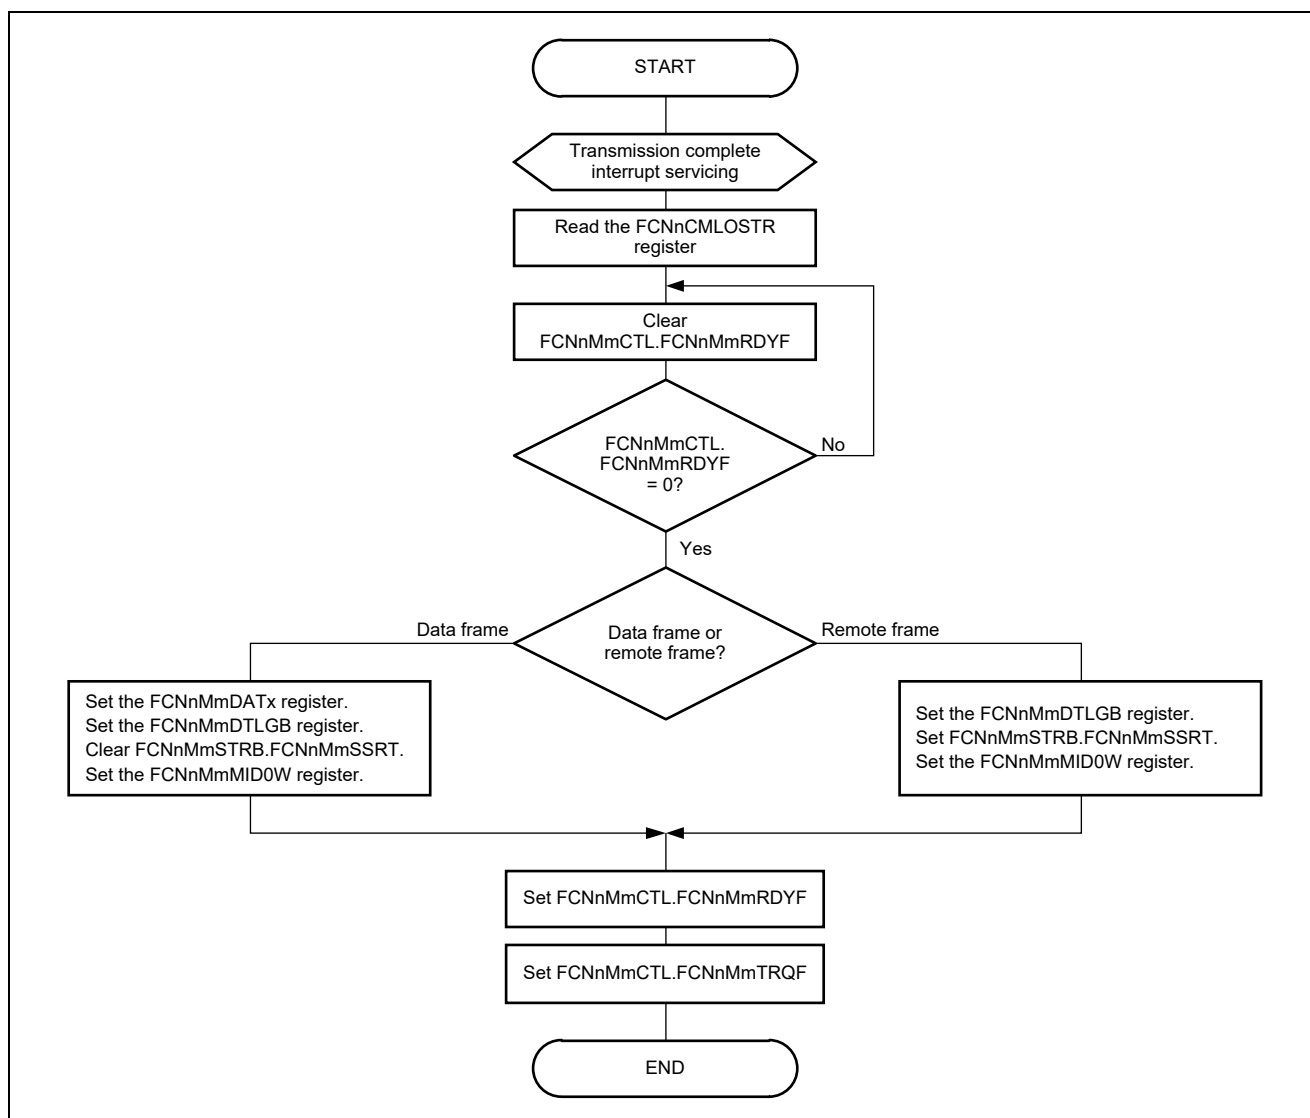 START
Transmission complete
interrupt servicing
Read the FCNnCMLOSTR
register
Clear
FCNnMmCTL.FCNnMmRDYF
FCNnMmCTL.
FCNnMmRDYF
= 0?
No
Yes
Data frame
Data frame or
remote frame?
Remote frame
Set the FCNnMmDATx register.
Set the FCNnMmDTLGB register.
Clear FCNnMmSTRB.FCNnMmSSRT.
Set the FCNnMmMID0W register.
Set the FCNnMmDTLGB register.
Set FCNnMmSTRB.FCNnMmSSRT.
Set the FCNnMmMID0W register.
Set FCNnMmCTL.FCNnMmRDYF
Set FCNnMmCTL.FCNnMmTRQF
END